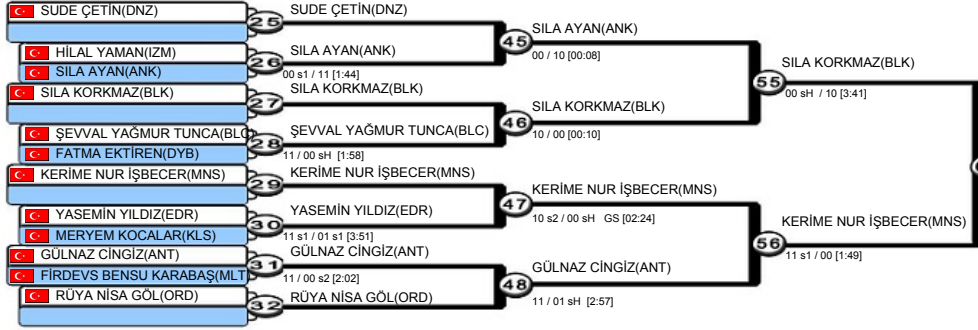 SUDE ÇETİN(DNZ)
HİLAL YAMAN(IZM)
SILA AYAN(ANK)
SILA KORKMAZ(BLK)
ŞEVVAL YAĞMUR TUNCA(BLC
FATMA EKTİREN(DYB)
KERİME NUR İŞBECER(MNS)
YASEMİN YILDIZ(EDR)
MERYEM KOCALAR(KLS)
GÜLNAZ CİNGİZ(ANT)
FİRDEVS BENSU KARABAŞ(MLT
RÜYA NİSA GÖL(ORD)
25
26
27
28
29
30
31
32
SUDE ÇETİN(DNZ)
SILA AYAN(ANK)
00 s1 / 11 [1:44]
SILA KORKMAZ(BLK)
ŞEVVAL YAĞMUR TUNCA(BLC)
11 / 00 sH [1:58]
KERİME NUR İŞBECER(MNS)
YASEMİN YILDIZ(EDR)
11 s1 / 01 s1 [3:51]
GÜLNAZ CİNGİZ(ANT)
11 / 00 s2 [2:02]
RÜYA NİSA GÖL(ORD)
45
46
47
48
SILA AYAN(ANK)
00 / 10 [00:08]
SILA KORKMAZ(BLK)
10 / 00 [00:10]
KERİME NUR İŞBECER(MNS)
10 s2 / 00 sH GS [02:24]
GÜLNAZ CİNGİZ(ANT)
11 / 01 sH [2:57]
55
56
SILA KORKMAZ(BLK)
00 sH / 10 [3:41]
KERİME NUR İŞBECER(MNS)
11 s1 / 00 [1:49]